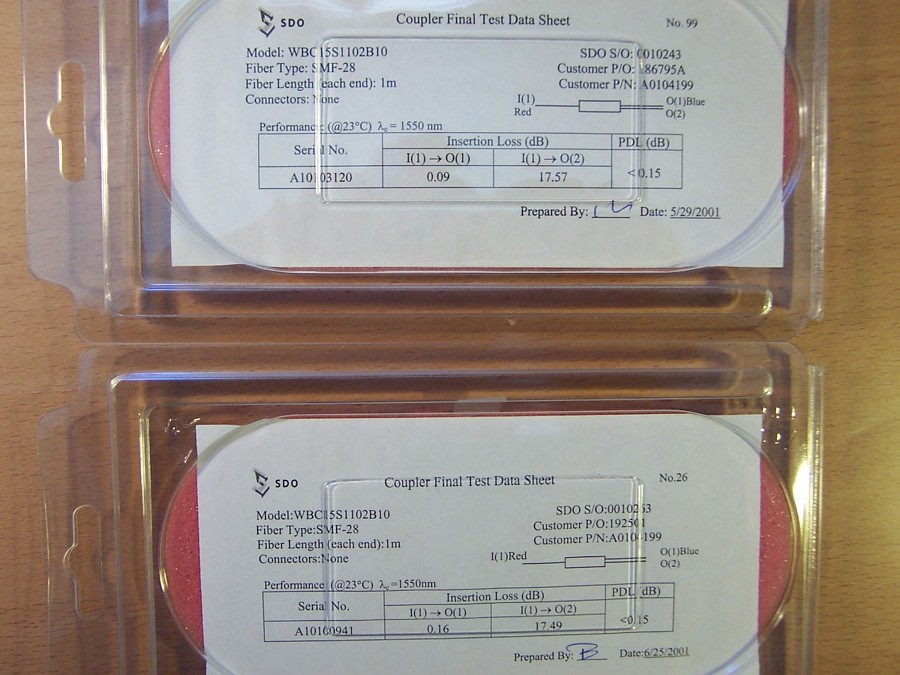 SDO Coupler Final Test Data Sheet No. 99
Model: WBC15S1102B10 SDO S/O: 0010243
Fiber Type: SMF-28 Customer P/O: 86795A
Fiber Length (each end): 1m Customer P/N: A0104199
Connectors: None I(1) O(1)Blue
Red O(2)
Performance (@23°C) λc = 1550 nm
Serial No. Insertion Loss (dB) PDL (dB)
I(1) → O(1) I(1) → O(2)
A10103120 0.09 17.57 <0.15
Prepared By: Date: 5/29/2001
SDO Coupler Final Test Data Sheet No.26
Model:WBC15S1102B10 SDO S/O:0010263
Fiber Type:SMF-28 Customer P/O:192501
Fiber Length (each end):1m Customer P/N:A0104199
Connectors:None I(1)Red O(1)Blue
O(2)
Performance (@23°C) λc =1550nm
Serial No. Insertion Loss (dB) PDL (dB)
I(1) → O(1) I(1) → O(2)
A10160941 0.16 17.49 <0.15
Prepared By: B Date:6/25/2001